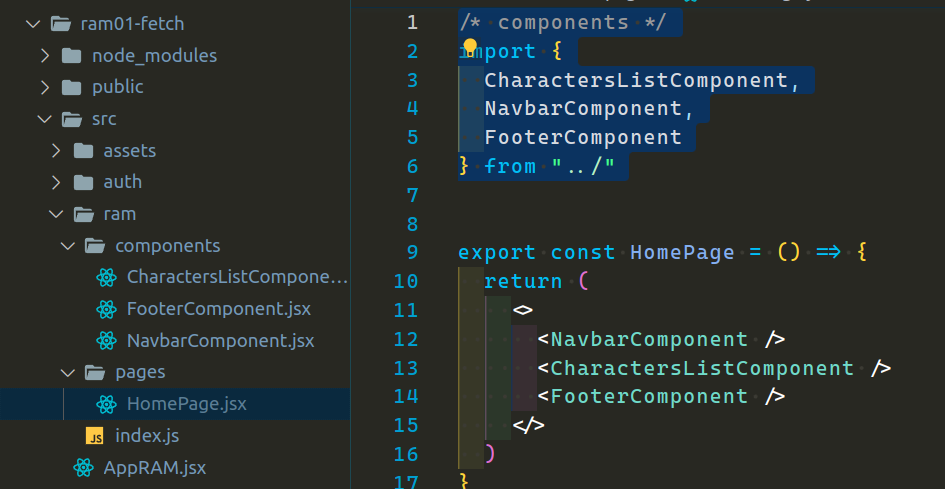 ram01-fetch
node_modules
public
src
assets
auth
ram
components
CharactersListCompone...
FooterComponent.jsx
NavbarComponent.jsx
pages
HomePage.jsx
JS index.js
AppRAM.jsx
1 /* components */
2 import {
3 CharactersListComponent,
4 NavbarComponent,
5 FooterComponent
6 } from "../"
7
8
9 export const HomePage = () => {
10 return (
11 <>
12 <NavbarComponent />
13 <CharactersListComponent />
14 <FooterComponent />
15 </>
16 )
17 }